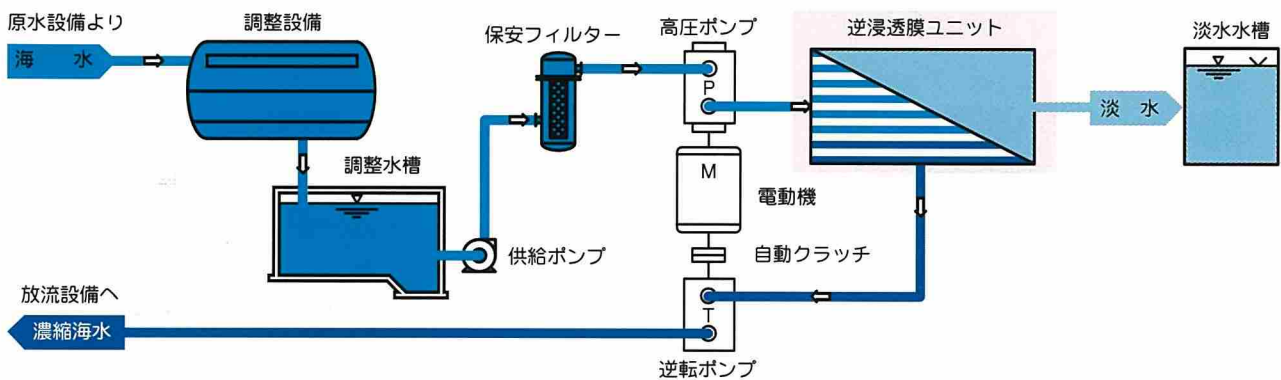 原水設備より
海 水
調整設備
調整水槽
供給ポンプ
保安フィルター
高圧ポンプ
P
M
電動機
自動クラッチ
T
逆転ポンプ
逆浸透膜ユニット
淡 水
淡水水槽
放流設備へ
濃縮海水